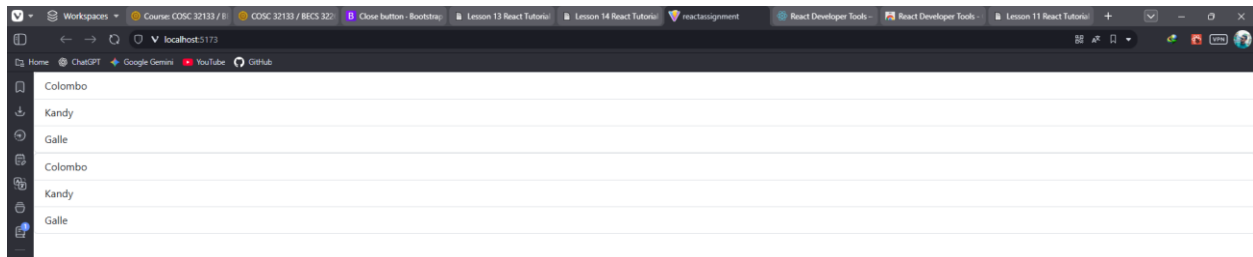 Workspaces
Course: COSC 32133 / B
COSC 32133 / BECS 322
Close button · Bootstrap
Lesson 13 React Tutorial
Lesson 14 React Tutorial
reactassignment
React Developer Tools –
React Developer Tools -
Lesson 11 React Tutorial
localhost:5173
VPN
Home
ChatGPT
Google Gemini
YouTube
GitHub
Colombo
Kandy
Galle
Colombo
Kandy
Galle